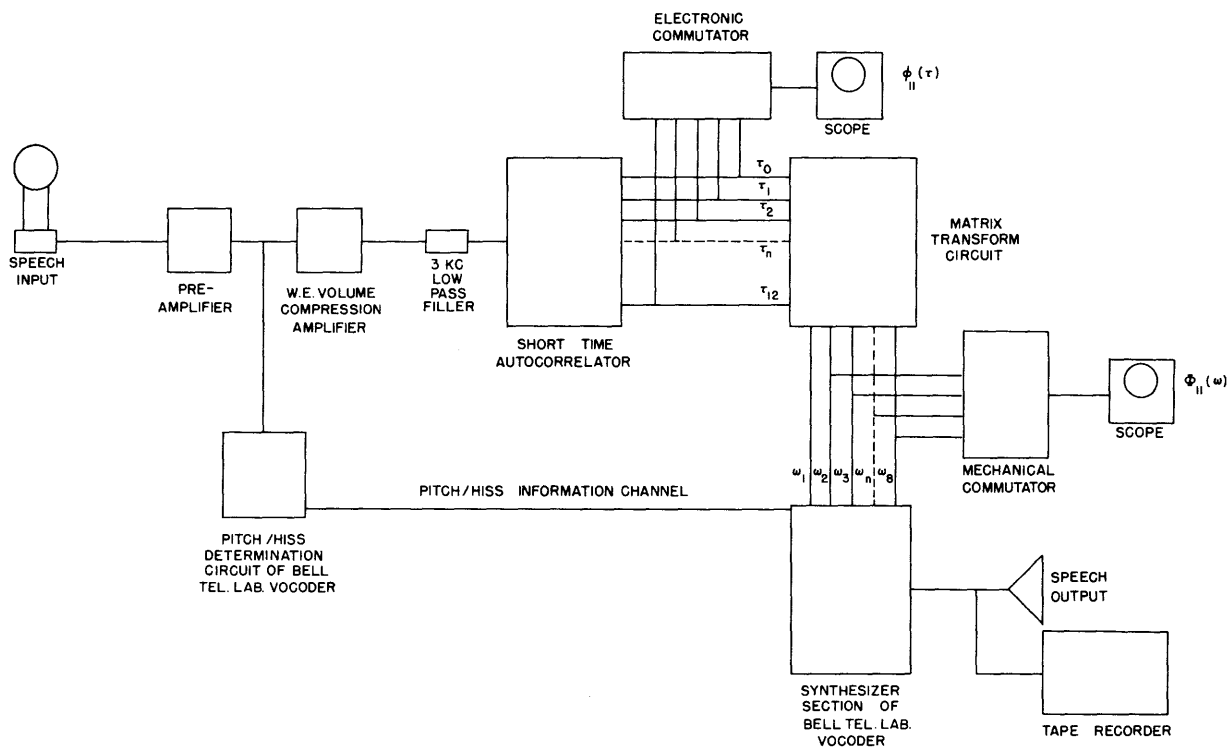 ELECTRONIC
COMMUTATOR
ϕ₁₁(τ)
SCOPE
τ₀
τ₁
τ₂
τₙ
τ₁₂
MATRIX
TRANSFORM
CIRCUIT
SPEECH
INPUT
PRE-
AMPLIFIER
W.E. VOLUME
COMPRESSION
AMPLIFIER
3 KC
LOW
PASS
FILLER
SHORT TIME
AUTOCORRELATOR
Φ₁₁(ω)
SCOPE
MECHANICAL
COMMUTATOR
ω₁ ω₂ ω₃ ωₙ ω₈
PITCH/HISS INFORMATION CHANNEL
PITCH/HISS
DETERMINATION
CIRCUIT OF BELL
TEL. LAB. VOCODER
SPEECH
OUTPUT
SYNTHESIZER
SECTION OF
BELL TEL. LAB.
VOCODER
TAPE RECORDER